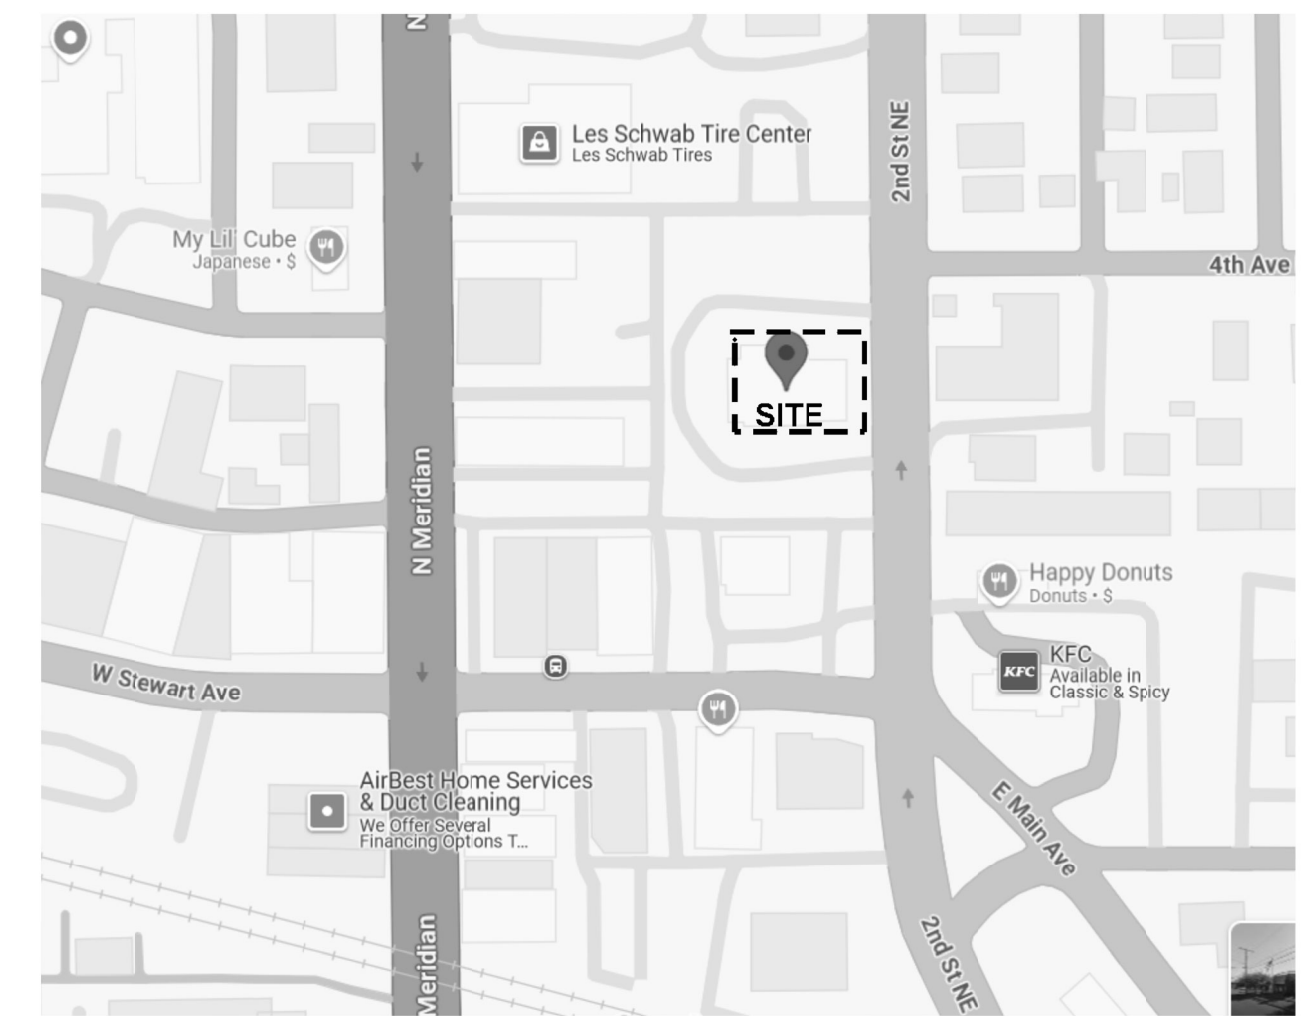 N
Les Schwab Tire Center
Les Schwab Tires
2nd St NE
My Lil' Cube
Japanese • $
4th Ave
SITE
N Meridian
Happy Donuts
Donuts • $
KFC
KFC
Available in
Classic & Spicy
W Stewart Ave
AirBest Home Services
& Duct Cleaning
We Offer Several
Financing Options T...
E Main Ave
Meridian
2nd St NE